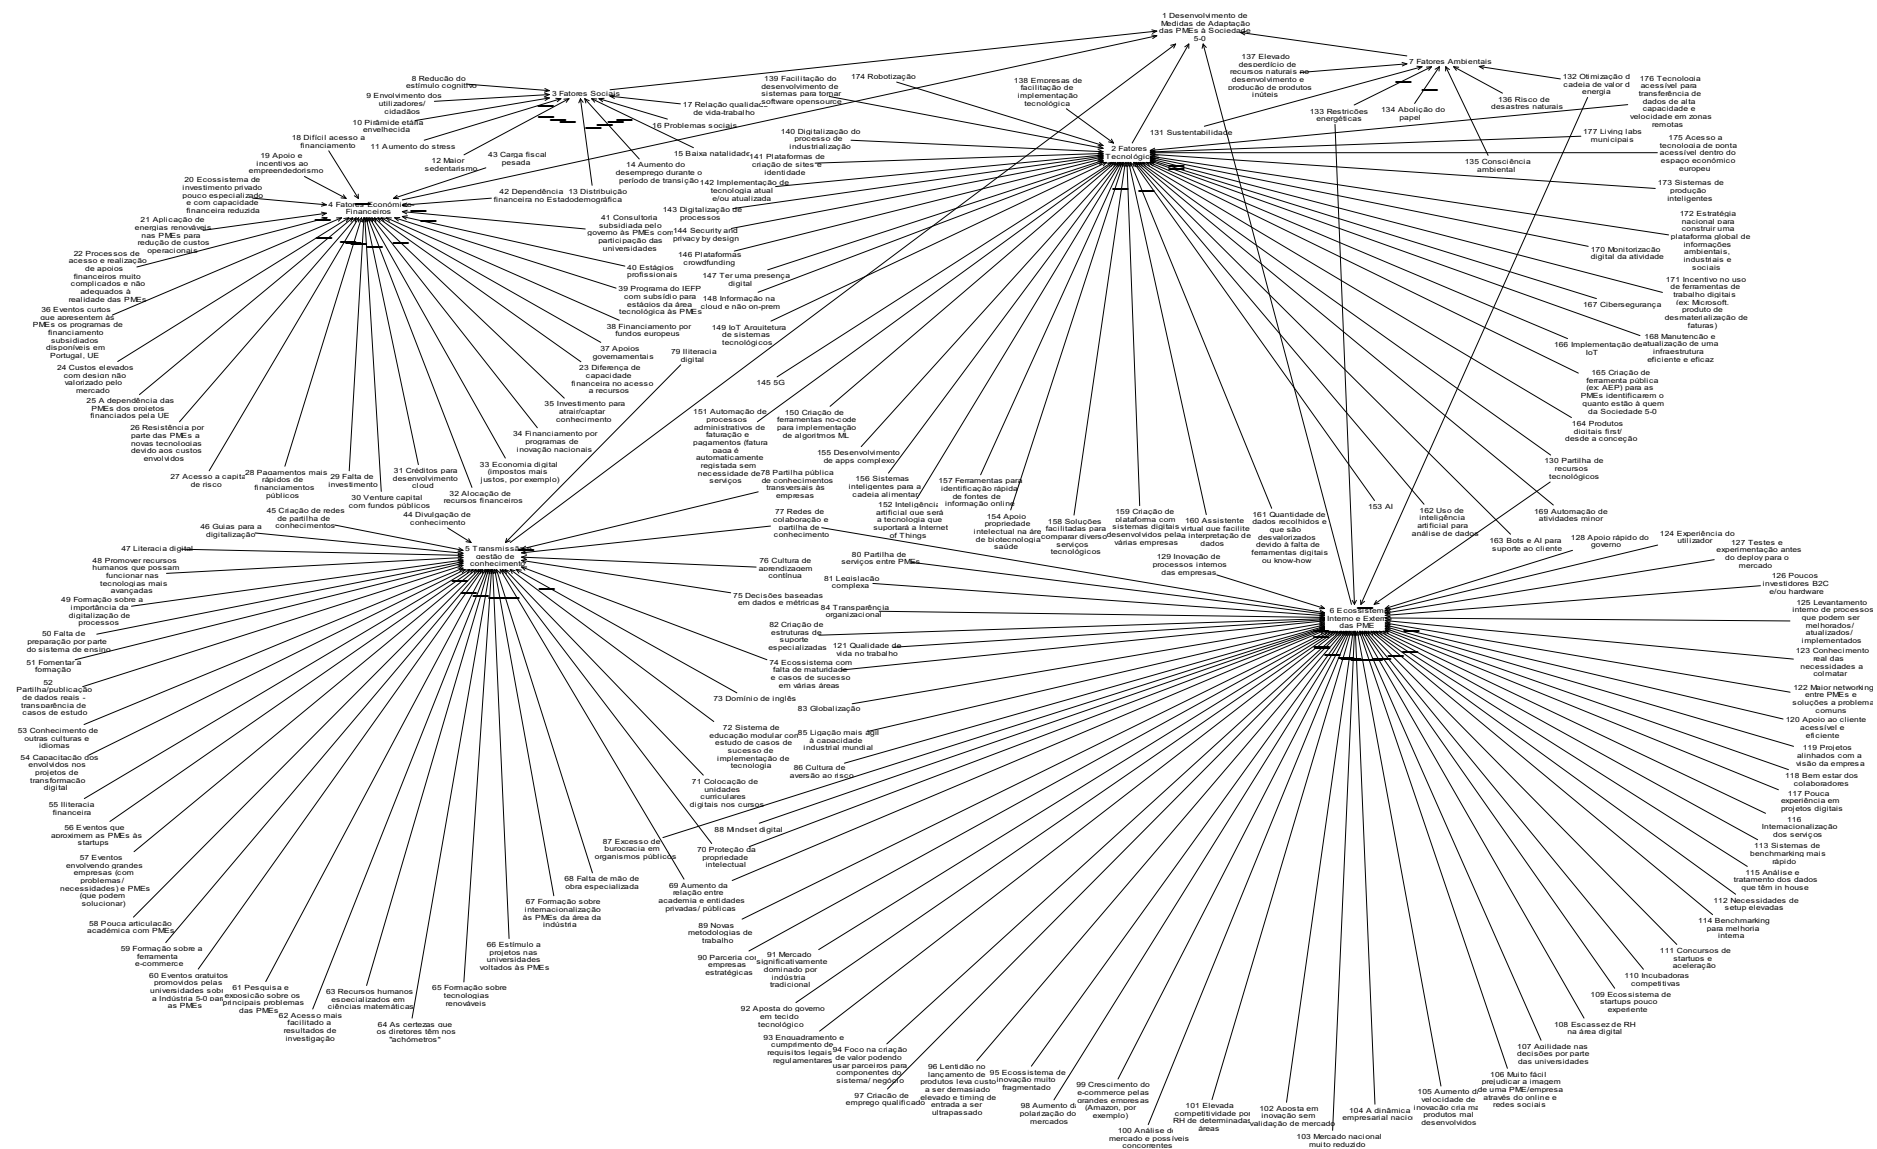 1 Desenvolvimento de
Medidas de Adaptação
das PMEs à Sociedade
5-0
7 Fatores Ambientais
137 Elevado
desperdício de
recursos naturais no
desenvolvimento e
produção de produtos
inúteis
132 Otimização d
cadeia de valor d
energia
176 Tecnologia
acessível para
transferência de
dados de alta
capacidade e
velocidade em zonas
remotas
136 Risco de
desastres naturais
134 Abolição do
papel
133 Restrições
energéticas
131 Sustentabilidade
135 Consciência
ambiental
177 Living labs
municipais
175 Acesso a
tecnologia de ponta
acessível dentro do
espaço económico
europeu
173 Sistemas de
produção
inteligentes
172 Estratégia
nacional para
construir uma
plataforma global de
informações
ambientais,
industriais e
sociais
170 Monitorização
digital da atividade
171 Incentivo no uso
de ferramentas de
trabalho digitais
(ex: Microsoft,
produto de
desmaterialização de
faturas)
167 Cibersegurança
168 Manutenção e
atualização de uma
infraestrutura
eficiente e eficaz
166 Implementação de
IoT
165 Criação de
ferramenta pública
(ex: AEP) para as
PMEs identificarem o
quanto estão à quem
da Sociedade 5-0
164 Produtos
digitais first/
desde a conceção
130 Partilha de
recursos
tecnológicos
169 Automação de
atividades minor
8 Redução do
estímulo cognitivo
9 Envolvimento dos
utilizadores/
cidadãos
3 Fatores Sociais
10 Pirâmide etária
envelhecida
11 Aumento do stress
12 Maior
sedentarismo
13 Distribuição
demográfica
14 Aumento do
desemprego durante o
período de transição
15 Baixa natalidade
16 Problemas sociais
17 Relação qualidade
de vida-trabalho
139 Facilitação do
desenvolvimento de
sistemas para tornar
software opensource
174 Robotização
138 Empresas de
facilitação de
implementação
tecnológica
2 Fatores
Tecnológic
140 Digitalização do
processo de
industrialização
141 Plataformas de
criação de sites e
identidade
142 Implementação de
tecnologia atual
e/ou atualizada
143 Digitalização de
processos
144 Security and
privacy by design
146 Plataformas
crowdfunding
147 Ter uma presença
digital
148 Informação na
cloud e não on-prem
149 IoT Arquitetura
de sistemas
tecnológicos
145 5G
150 Criação de
ferramentas no-code
para implementação
de algoritmos ML
151 Automação de
processos
administrativos de
faturação e
pagamentos (fatura
paga é
automaticamente
registada sem
necessidade de
serviços
155 Desenvolvimento
de apps complexo
156 Sistemas
inteligentes para a
cadeia alimentar
157 Ferramentas para
identificação rápida
de fontes de
informação online
152 Inteligência
artificial que será
a tecnologia que
suportará a Internet
of Things
154 Apoio
propriedade
intelectual na áre
de biotecnologia
saúde
158 Soluções
facilitadas para
comparar diverso
serviços
tecnológicos
159 Criação de
plataforma com
sistemas digitais
desenvolvidos pela
várias empresas
160 Assistente
virtual que facilite
a interpretação de
dados
161 Quantidade de
dados recolhidos e
que são
desvalorizados
devido à falta de
ferramentas digitais
ou know-how
153 AI
162 Uso de
inteligência
artificial para
análise de dados
163 Bots e AI para
suporte ao cliente
18 Difícil acesso a
financiamento
19 Apoio e
incentivos ao
empreendedorismo
20 Ecossistema de
investimento privado
pouco especializado
e com capacidade
financeira reduzida
4 Fatores Económic
Financeiros
21 Aplicação de
energias renováveis
nas PMEs para
redução de custos
operacionais
22 Processos de
acesso e realização
de apoios
financeiros muito
complicados e não
adequados à
realidade das PMEs
36 Eventos curtos
que apresentem às
PMEs os programas de
financiamento
subsidiados
disponíveis em
Portugal, UE
24 Custos elevados
com design não
valorizado pelo
mercado
25 A dependência das
PMEs dos projetos
financiados pela UE
26 Resistência por
parte das PMEs a
novas tecnologias
devido aos custos
envolvidos
27 Acesso a capita
de risco
28 Pagamentos mais
rápidos de
financiamentos
públicos
29 Falta de
investimento
30 Venture capital
com fundos públicos
31 Créditos para
desenvolvimento
cloud
32 Alocação de
recursos financeiros
33 Economia digital
(impostos mais
justos, por exemplo)
34 Financiamento por
programas de
inovação nacionais
35 Investimento para
atrair/captar
conhecimento
23 Diferença de
capacidade
financeira no acesso
a recursos
37 Apoios
governamentais
38 Financiamento por
fundos europeus
39 Programa do IEFP
com subsídio para
estágios da área
tecnológica às PMEs
40 Estágios
profissionais
41 Consultoria
subsidiada pelo
governo às PMEs com
participação das
universidades
42 Dependência
financeira no Estado
43 Carga fiscal
pesada
79 Iliteracia
digital
45 Criação de redes
de partilha de
conhecimentos
44 Divulgação de
conhecimento
46 Guias para a
digitalização
47 Literacia digital
5 Transmissão
gestão de
conhecimento
48 Promover recursos
humanos que possam
funcionar nas
tecnologias mais
avançadas
49 Formação sobre a
importância da
digitalização de
processos
50 Falta de
preparação por parte
do sistema de ensino
51 Fomentar a
formação
52
Partilha/publicação
de dados reais -
transparência de
casos de estudo
53 Conhecimento de
outras culturas e
idiomas
54 Capacitação dos
envolvidos nos
projetos de
transformação
digital
55 Iliteracia
financeira
56 Eventos que
aproximem as PMEs às
startups
57 Eventos
envolvendo grandes
empresas (com
problemas/
necessidades) e PMEs
(que podem
solucionar)
58 Pouca articulação
académica com PMEs
59 Formação sobre a
ferramenta
e-commerce
60 Eventos gratuitos
promovidos pelas
universidades sobr
a Indústria 5-0 para
as PMEs
61 Pesquisa e
exposição sobre os
principais problemas
das PMEs
62 Acesso mais
facilitado a
resultados de
investigação
63 Recursos humanos
especializados em
ciências matemáticas
64 As certezas que
os diretores têm nos
"achómetros"
65 Formação sobre
tecnologias
renováveis
66 Estímulo a
projetos nas
universidades
voltados às PMEs
67 Formação sobre
internacionalização
às PMEs da área da
indústria
68 Falta de mão de
obra especializada
69 Aumento da
relação entre
academia e entidades
privadas/ públicas
70 Proteção da
propriedade
intelectual
71 Colocação de
unidades
curriculares
digitais nos cursos
72 Sistema de
educação modular com
estudo de casos de
sucesso de
implementação de
tecnologia
73 Domínio de inglês
74 Ecossistema com
falta de maturidade
e casos de sucesso
em várias áreas
75 Decisões baseadas
em dados e métricas
76 Cultura de
aprendizagem
contínua
77 Redes de
colaboração e
partilha de
conhecimento
78 Partilha pública
de conhecimentos
transversais às
empresas
6 Ecossistema
Interno e Extern
das PME
80 Partilha de
serviços entre PMEs
81 Legislação
complexa
84 Transparência
organizacional
82 Criação de
estruturas de
suporte
especializadas
121 Qualidade de
vida no trabalho
83 Globalização
85 Ligação mais ágil
à capacidade
industrial mundial
86 Cultura de
aversão ao risco
88 Mindset digital
87 Excesso de
burocracia em
organismos públicos
89 Novas
metodologias de
trabalho
90 Parceria com
empresas
estratégicas
91 Mercado
significativamente
dominado por
indústria
tradicional
92 Aposta do governo
em tecido
tecnológico
93 Enquadramento e
cumprimento de
requisitos legais
regulamentares
94 Foco na criação
de valor podendo
usar parceiros para
componentes do
sistema/ negócio
97 Criação de
emprego qualificado
96 Lentidão no
lançamento de
produtos leva custo
a ser demasiado
elevado e timing de
entrada a ser
ultrapassado
95 Ecossistema de
inovação muito
fragmentado
98 Aumento da
polarização do
mercados
99 Crescimento do
e-commerce pelas
grandes empresas
(Amazon, por
exemplo)
100 Análise de
mercado e possíveis
concorrentes
101 Elevada
competitividade por
RH de determinadas
áreas
102 Aposta em
inovação sem
validação de mercado
103 Mercado nacional
muito reduzido
104 A dinâmica
empresarial nacio
105 Aumento da
velocidade de
inovação cria ma
produtos mal
desenvolvidos
106 Muito fácil
prejudicar a imagem
de uma PME/empresa
através do online e
redes sociais
107 Agilidade nas
decisões por parte
das universidades
108 Escassez de RH
na área digital
109 Ecossistema de
startups pouco
experiente
110 Incubadoras
competitivas
111 Concursos de
startups e
aceleração
114 Benchmarking
para melhoria
interna
112 Necessidades de
setup elevadas
115 Análise e
tratamento dos dados
que têm in house
113 Sistemas de
benchmarking mais
rápido
116
Internacionalização
dos serviços
117 Pouca
experiência em
projetos digitais
118 Bem estar dos
colaboradores
119 Projetos
alinhados com a
visão da empresa
120 Apoio ao cliente
acessível e
eficiente
122 Maior networking
entre PMEs e
soluções a problema
comuns
123 Conhecimento
real das
necessidades a
colmatar
125 Levantamento
interno de processos
que podem ser
melhorados/
atualizados/
implementados
126 Poucos
investidores B2C
e/ou hardware
127 Testes e
experimentação antes
do deploy para o
mercado
124 Experiência do
utilizador
128 Apoio rápido do
governo
129 Inovação de
processos internos
das empresas